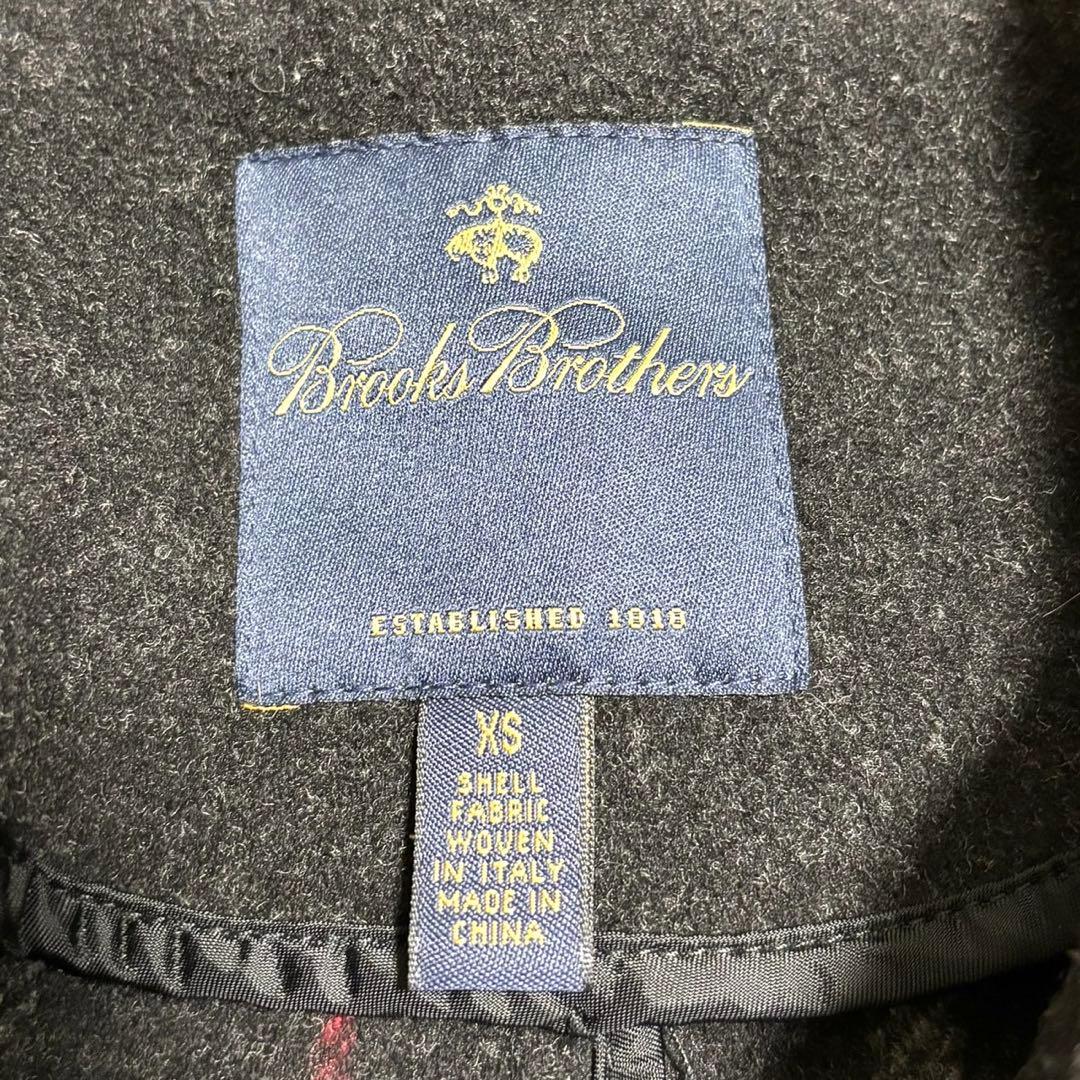 Brooks Brothers
ESTABLISHED 1818
XS
SHELL
FABRIC
WOVEN
IN ITALY
MADE IN
CHINA